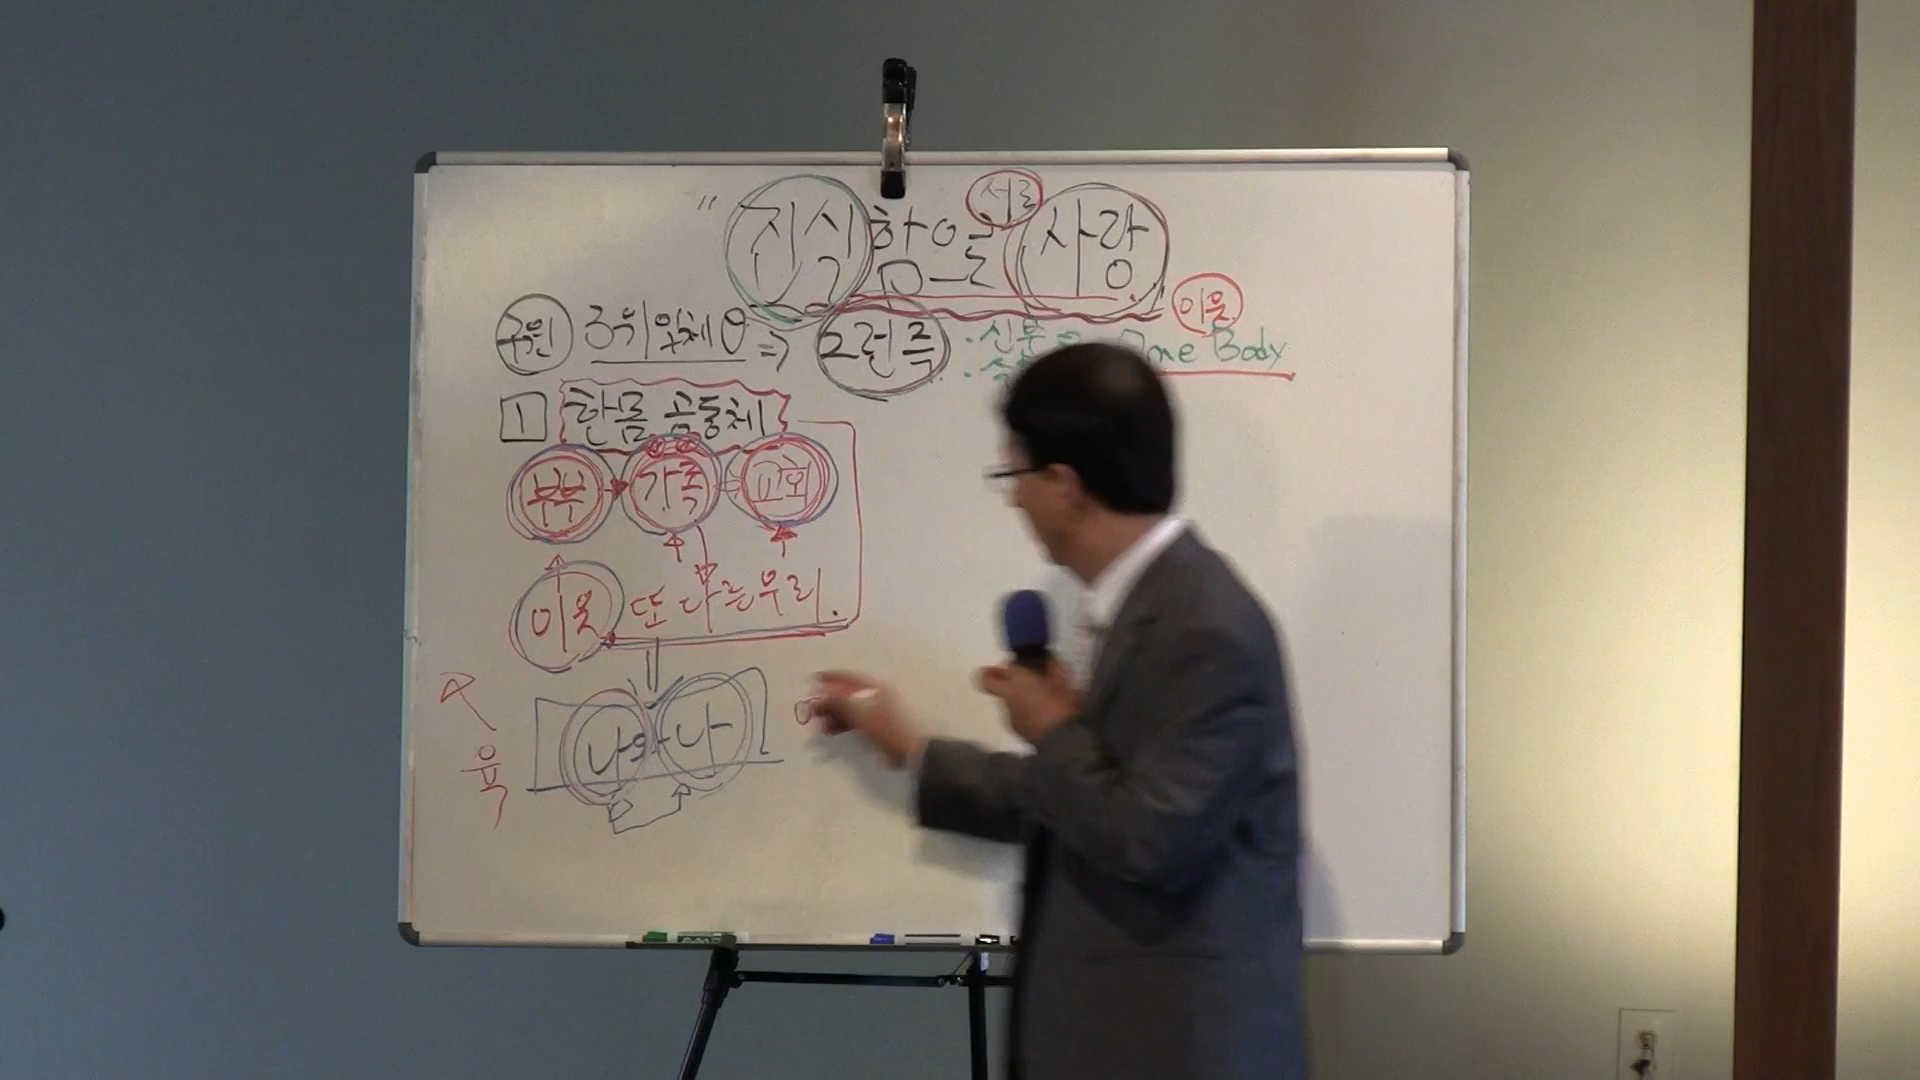 서로
" 진실함으로 사랑
이웃
구원 3위일체 θ ⇒ 그런즉 · 신부 One Body
1 한몸 공동체
부부 → 가족 교회
이웃 또 다른 우리.
나와 나
육